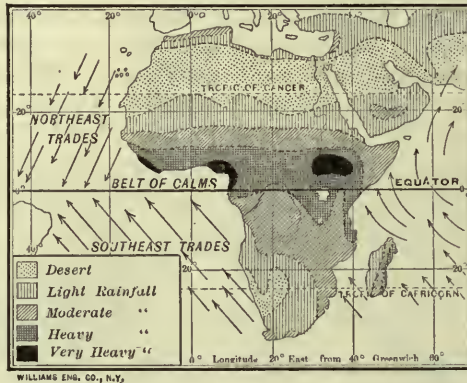 40° 20° 0° 20° 40° 60°
TROPIC OF CANCER
20° 20°
NORTHEAST
TRADES
BELT OF CALMS EQUATOR
40°
SOUTHEAST TRADES
20° 20°
Desert
Light Rainfall
TROPIC OF CAPRICORN
Moderate "
Heavy "
Very Heavy "
0° Longitude 20° East from 40° Greenwich 60°
WILLIAMS ENG. CO., N.Y.